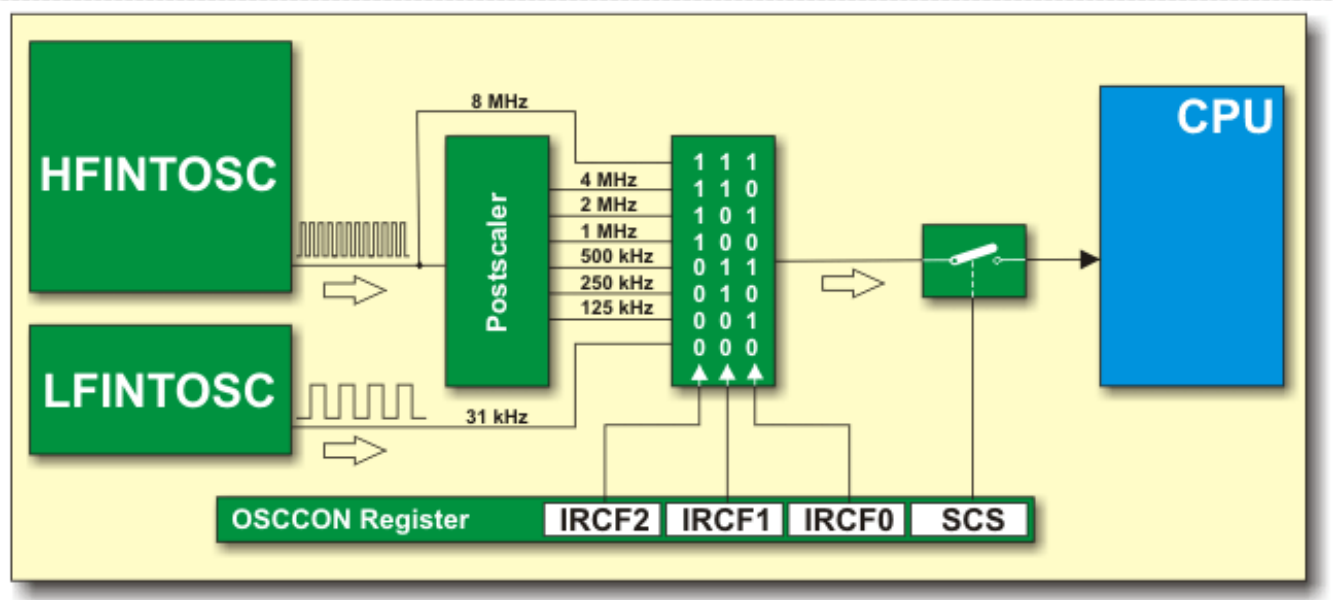 HFINTOSC
8 MHz
CPU
Postscaler
4 MHz
2 MHz
1 MHz
500 kHz
250 kHz
125 kHz
1 1 1
1 1 0
1 0 1
1 0 0
0 1 1
0 1 0
0 0 1
0 0 0
LFINTOSC
31 kHz
OSCCON Register IRCF2 IRCF1 IRCF0 SCS